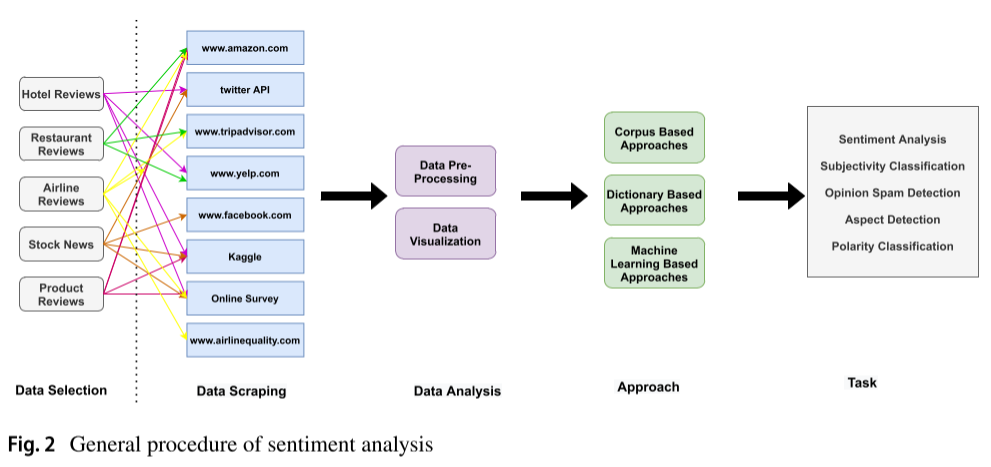 Hotel Reviews
Restaurant
Reviews
Airline
Reviews
Stock News
Product
Reviews
Data Selection
www.amazon.com
twitter API
www.tripadvisor.com
www.yelp.com
www.facebook.com
Kaggle
Online Survey
www.airlinequality.com
Data Scraping
Data Pre-
Processing
Data
Visualization
Data Analysis
Corpus Based
Approaches
Dictionary Based
Approaches
Machine
Learning Based
Approaches
Approach
Sentiment Analysis
Subjectivity Classification
Opinion Spam Detection
Aspect Detection
Polarity Classification
Task
Fig. 2 General procedure of sentiment analysis